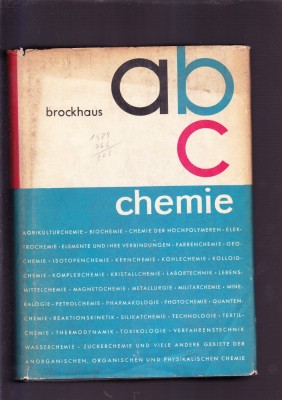 ab
brockhaus
c
chemie
AGRIKULTURCHEMIE – BIOCHEMIE – CHEMIE DER HOCHPOLYMEREN – ELEK-
TROCHEMIE – ELEMENTE UND IHRE VERBINDUNGEN – FARBENCHEMIE – GEO-
CHEMIE – ISOTOPENCHEMIE – KERNCHEMIE – KOHLECHEMIE – KOLLOID-
CHEMIE – KOMPLEXCHEMIE – KRISTALLCHEMIE – LABORTECHNIK – LEBENS-
MITTELCHEMIE – MAGNETOCHEMIE – METALLURGIE – MILITÄRCHEMIE – MINE-
RALOGIE – PETROLCHEMIE – PHARMAKOLOGIE – PHOTOCHEMIE – QUANTEN-
CHEMIE – REAKTIONSKINETIK – SILIKATCHEMIE – TECHNOLOGIE – TEXTIL-
CHEMIE – THERMODYNAMIK – TOXIKOLOGIE – VERFAHRENSTECHNIK
WASSERCHEMIE – ZUCKERCHEMIE UND VIELE ANDERE GEBIETE DER
ANORGANISCHEN, ORGANISCHEN UND PHYSIKALISCHEN CHEMIE